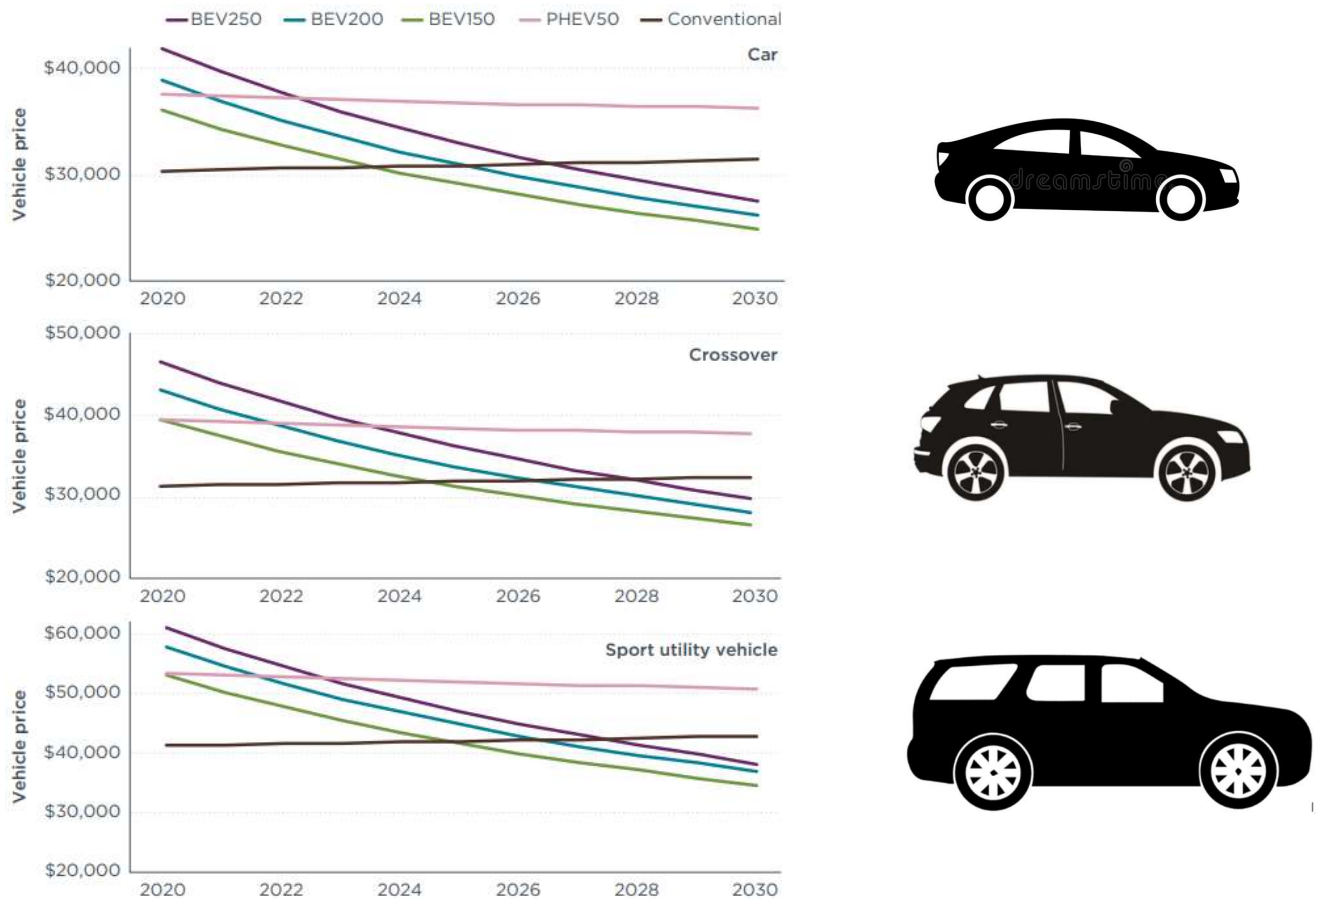 BEV250 BEV200 BEV150 PHEV50 Conventional
Car
$40,000
$30,000
$20,000
Vehicle price
2020 2022 2024 2026 2028 2030
dreamstime
$50,000
Crossover
$40,000
$30,000
$20,000
Vehicle price
2020 2022 2024 2026 2028 2030
$60,000
Sport utility vehicle
$50,000
$40,000
$30,000
$20,000
Vehicle price
2020 2022 2024 2026 2028 2030